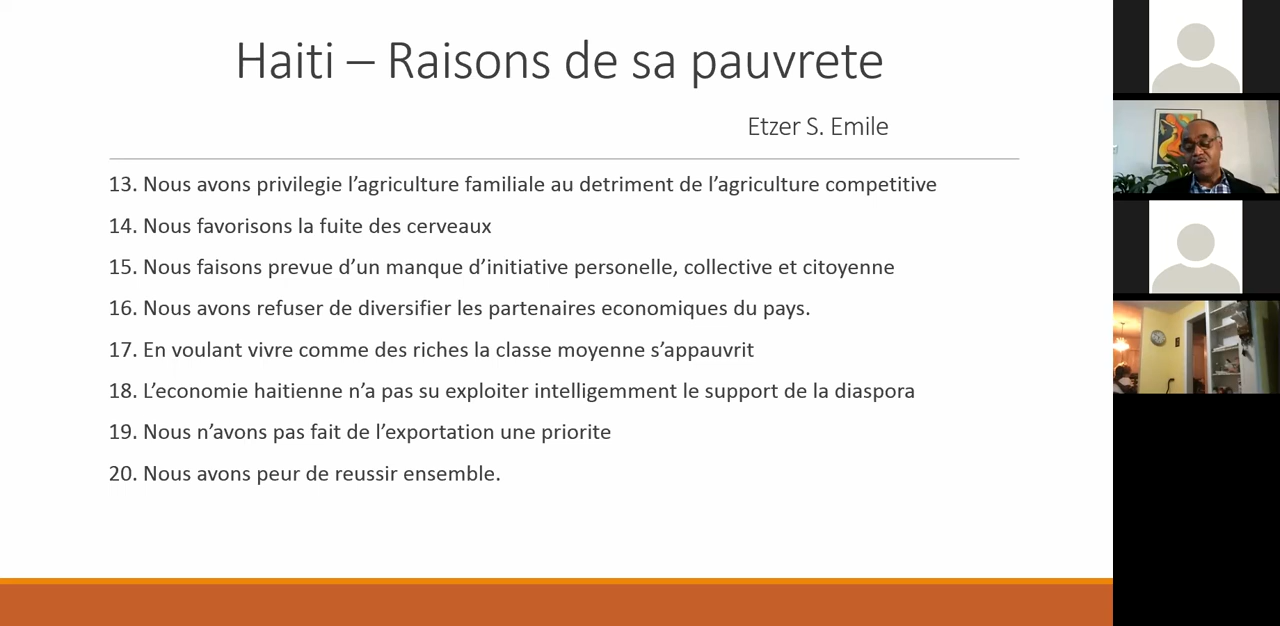 Haiti – Raisons de sa pauvrete
Etzer S. Emile
13. Nous avons privilegie l’agriculture familiale au detriment de l’agriculture competitive
14. Nous favorisons la fuite des cerveaux
15. Nous faisons prevue d’un manque d’initiative personelle, collective et citoyenne
16. Nous avons refuser de diversifier les partenaires economiques du pays.
17. En voulant vivre comme des riches la classe moyenne s’appauvrit
18. L’economie haitienne n’a pas su exploiter intelligemment le support de la diaspora
19. Nous n’avons pas fait de l’exportation une priorite
20. Nous avons peur de reussir ensemble.